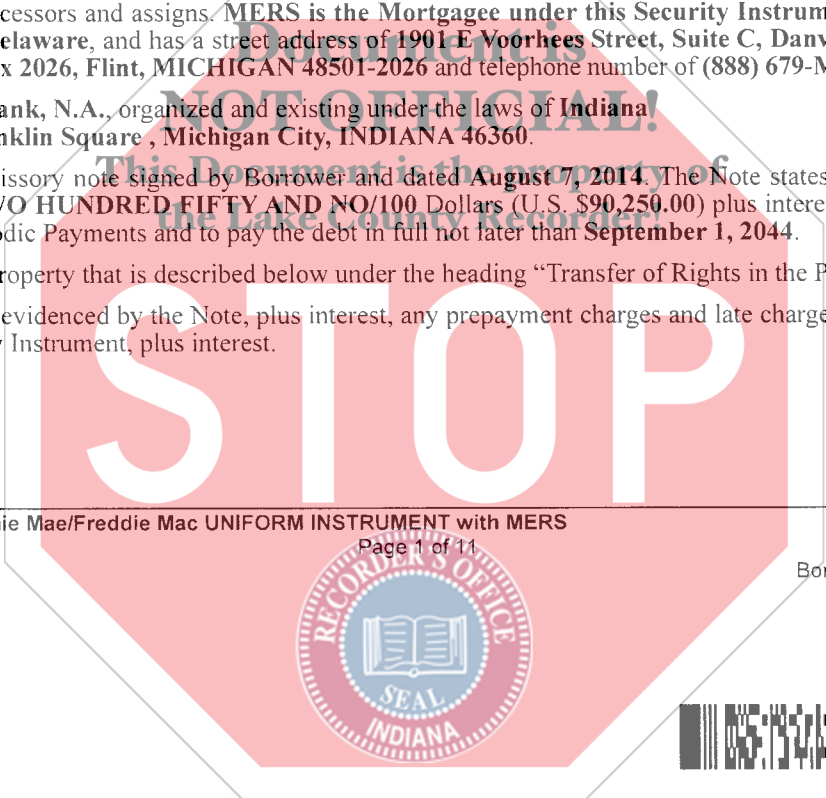 cessors and assigns. MERS is the Mortgagee under this Security Instrum
elaware, and has a street address of 1901 E Voorhees Street, Suite C, Danv
Document is
x 2026, Flint, MICHIGAN 48501-2026 and telephone number of (888) 679-M
ank, N.A., organized and existing under the laws of Indiana
NOT OFFICIAL!
nklin Square , Michigan City, INDIANA 46360.
This Document is the property of
issory note signed by Borrower and dated August 7, 2014. The Note states
/O HUNDRED FIFTY AND NO/100 Dollars (U.S. $90,250.00) plus intere
the Lake County Recorder!
odic Payments and to pay the debt in full not later than September 1, 2044.
roperty that is described below under the heading “Transfer of Rights in the P
evidenced by the Note, plus interest, any prepayment charges and late charge
Instrument, plus interest.
STOP
ie Mae/Freddie Mac UNIFORM INSTRUMENT with MERS
Page 1 of 11
Bor
RECORDER'S OFFICE
SEAL
INDIANA